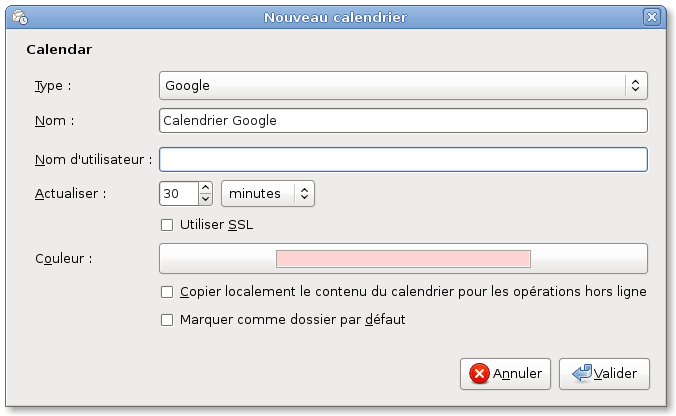 Nouveau calendrier
Calendar
Type : Google
Nom : Calendrier Google
Nom d'utilisateur :
Actualiser : 30 minutes
Utiliser SSL
Couleur :
Copier localement le contenu du calendrier pour les opérations hors ligne
Marquer comme dossier par défaut
Annuler Valider